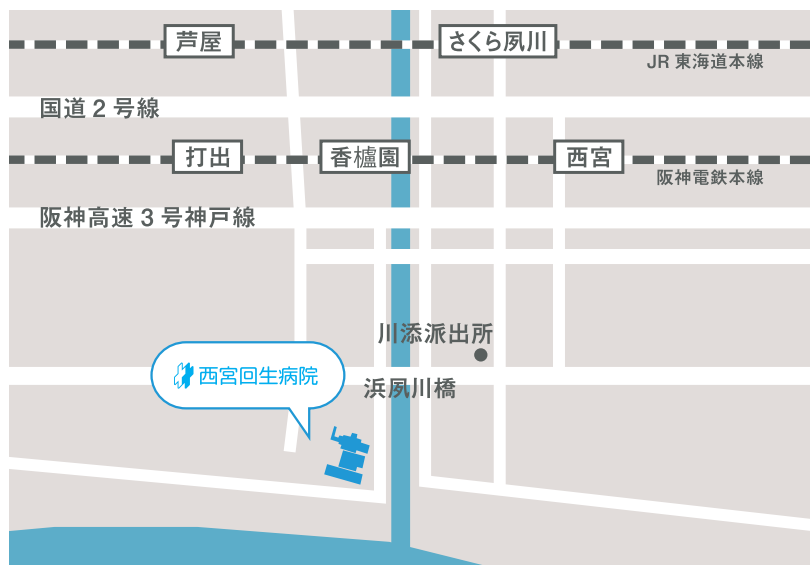 芦屋
さくら夙川
JR 東海道本線
国道 2 号線
打出
香櫨園
西宮
阪神電鉄本線
阪神高速 3 号神戸線
川添派出所
西宮回生病院
浜夙川橋